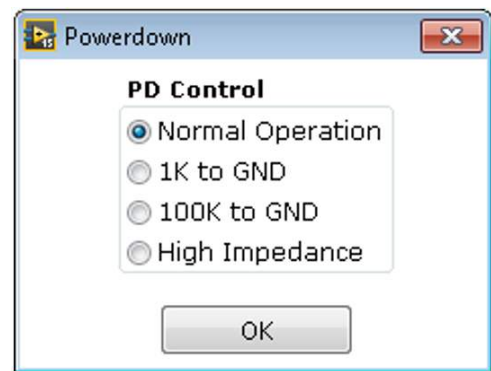 Powerdown
PD Control
Normal Operation
1K to GND
100K to GND
High Impedance
OK